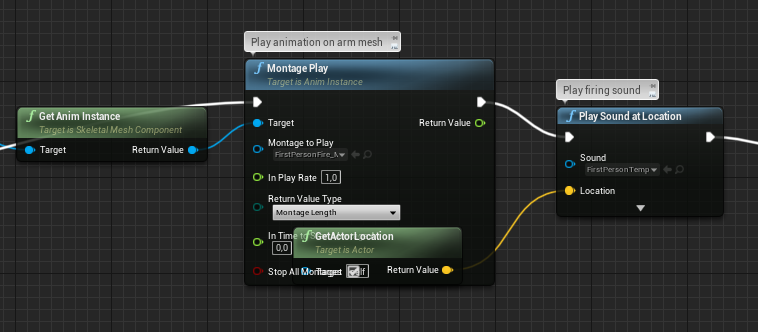 Play animation on arm mesh
Montage Play
Target is Anim Instance
Play firing sound
Get Anim Instance
Target is Skeletal Mesh Component
Play Sound at Location
Target
Return Value
Target
Return Value
Montage to Play
FirstPersonFire_M
Sound
FirstPersonTemp
In Play Rate
1,0
Location
Return Value Type
Montage Length
In Time to
0,0
GetActorLocation
Target is Actor
Stop All Montages
Target
Return Value